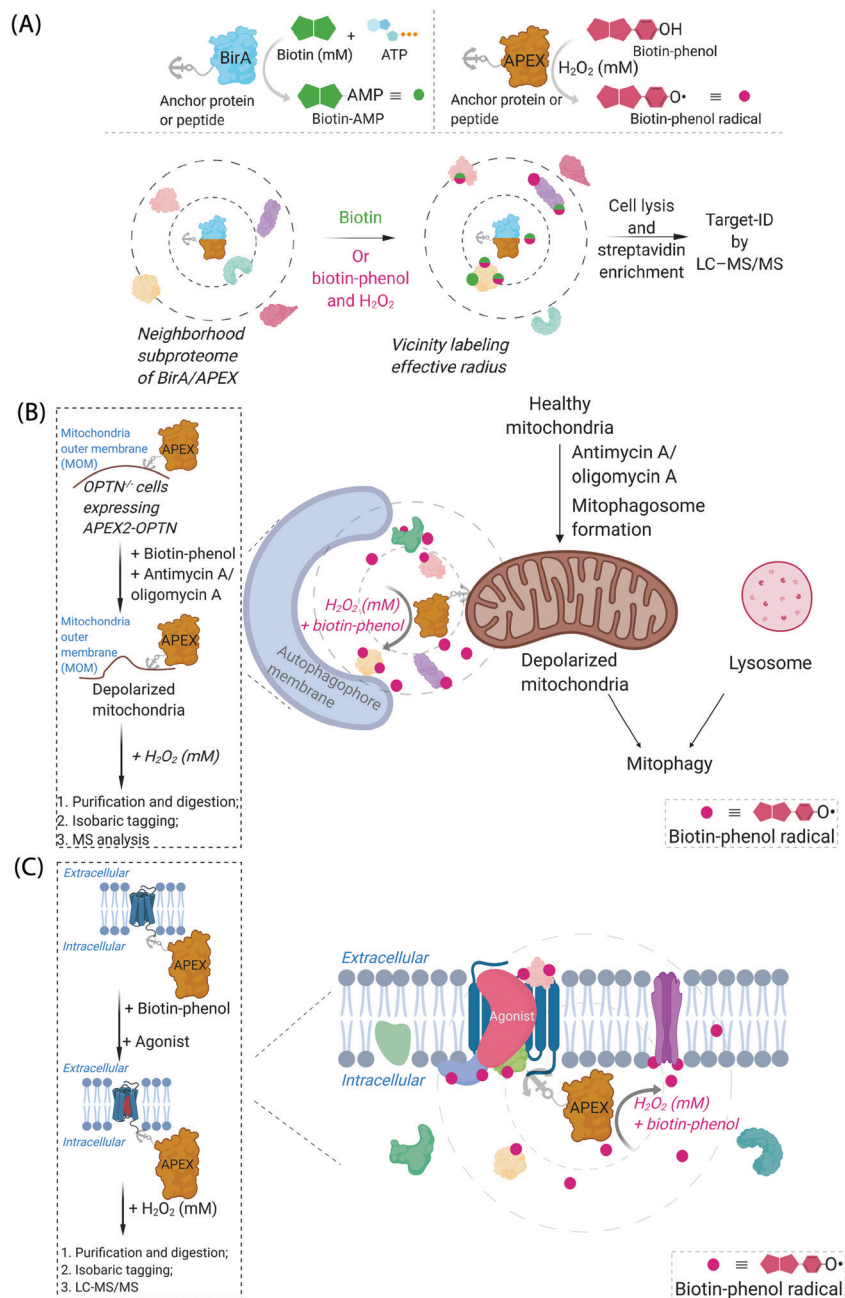 (A)
BirA
Biotin (mM)
+
ATP
Anchor protein
or peptide
AMP ≡
Biotin-AMP
APEX
OH
Biotin-phenol
H₂O₂ (mM)
Anchor protein or
peptide
O• ≡
Biotin-phenol radical
Biotin
Or
biotin-phenol
and H₂O₂
Cell lysis
and
streptavidin
enrichment
Target-ID
by
LC–MS/MS
Neighborhood
subproteome
of BirA/APEX
Vicinity labeling
effective radius
(B)
Mitochondria
outer membrane
(MOM)
APEX
OPTN⁻/⁻ cells
expressing
APEX2-OPTN
+ Biotin-phenol
+ Antimycin A/
oligomycin A
Mitochondria
outer
membrane
(MOM)
APEX
Depolarized
mitochondria
+ H₂O₂ (mM)
1. Purification and digestion;
2. Isobaric tagging;
3. MS analysis
Healthy
mitochondria
Antimycin A/
oligomycin A
Mitophagosome
formation
H₂O₂ (mM)
+ biotin-phenol
APEX
Autophagophore
membrane
Depolarized
mitochondria
Lysosome
Mitophagy
≡ O•
Biotin-phenol radical
(C)
Extracellular
Intracellular
APEX
+ Biotin-phenol
+ Agonist
Extracellular
Intracellular
APEX
+ H₂O₂ (mM)
1. Purification and digestion;
2. Isobaric tagging;
3. LC-MS/MS
Extracellular
Agonist
Intracellular
APEX
H₂O₂ (mM)
+ biotin-phenol
≡ O•
Biotin-phenol radical